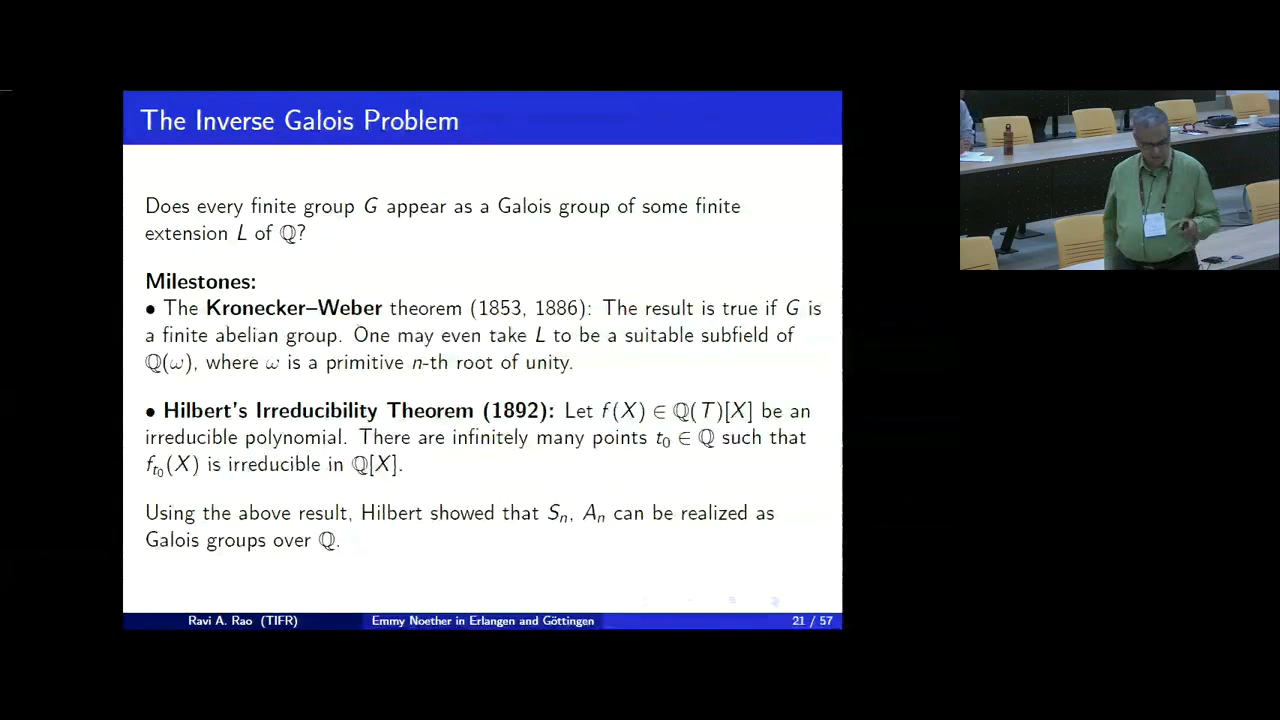 The Inverse Galois Problem
Does every finite group G appear as a Galois group of some finite
extension L of ℚ?
Milestones:
• The Kronecker–Weber theorem (1853, 1886): The result is true if G is
a finite abelian group. One may even take L to be a suitable subfield of
ℚ(ω), where ω is a primitive n-th root of unity.
• Hilbert's Irreducibility Theorem (1892): Let f(X) ∈ ℚ(T)[X] be an
irreducible polynomial. There are infinitely many points t₀ ∈ ℚ such that
f_{t₀}(X) is irreducible in ℚ[X].
Using the above result, Hilbert showed that Sₙ, Aₙ can be realized as
Galois groups over ℚ.
Ravi A. Rao (TIFR) Emmy Noether in Erlangen and Göttingen 21 / 57